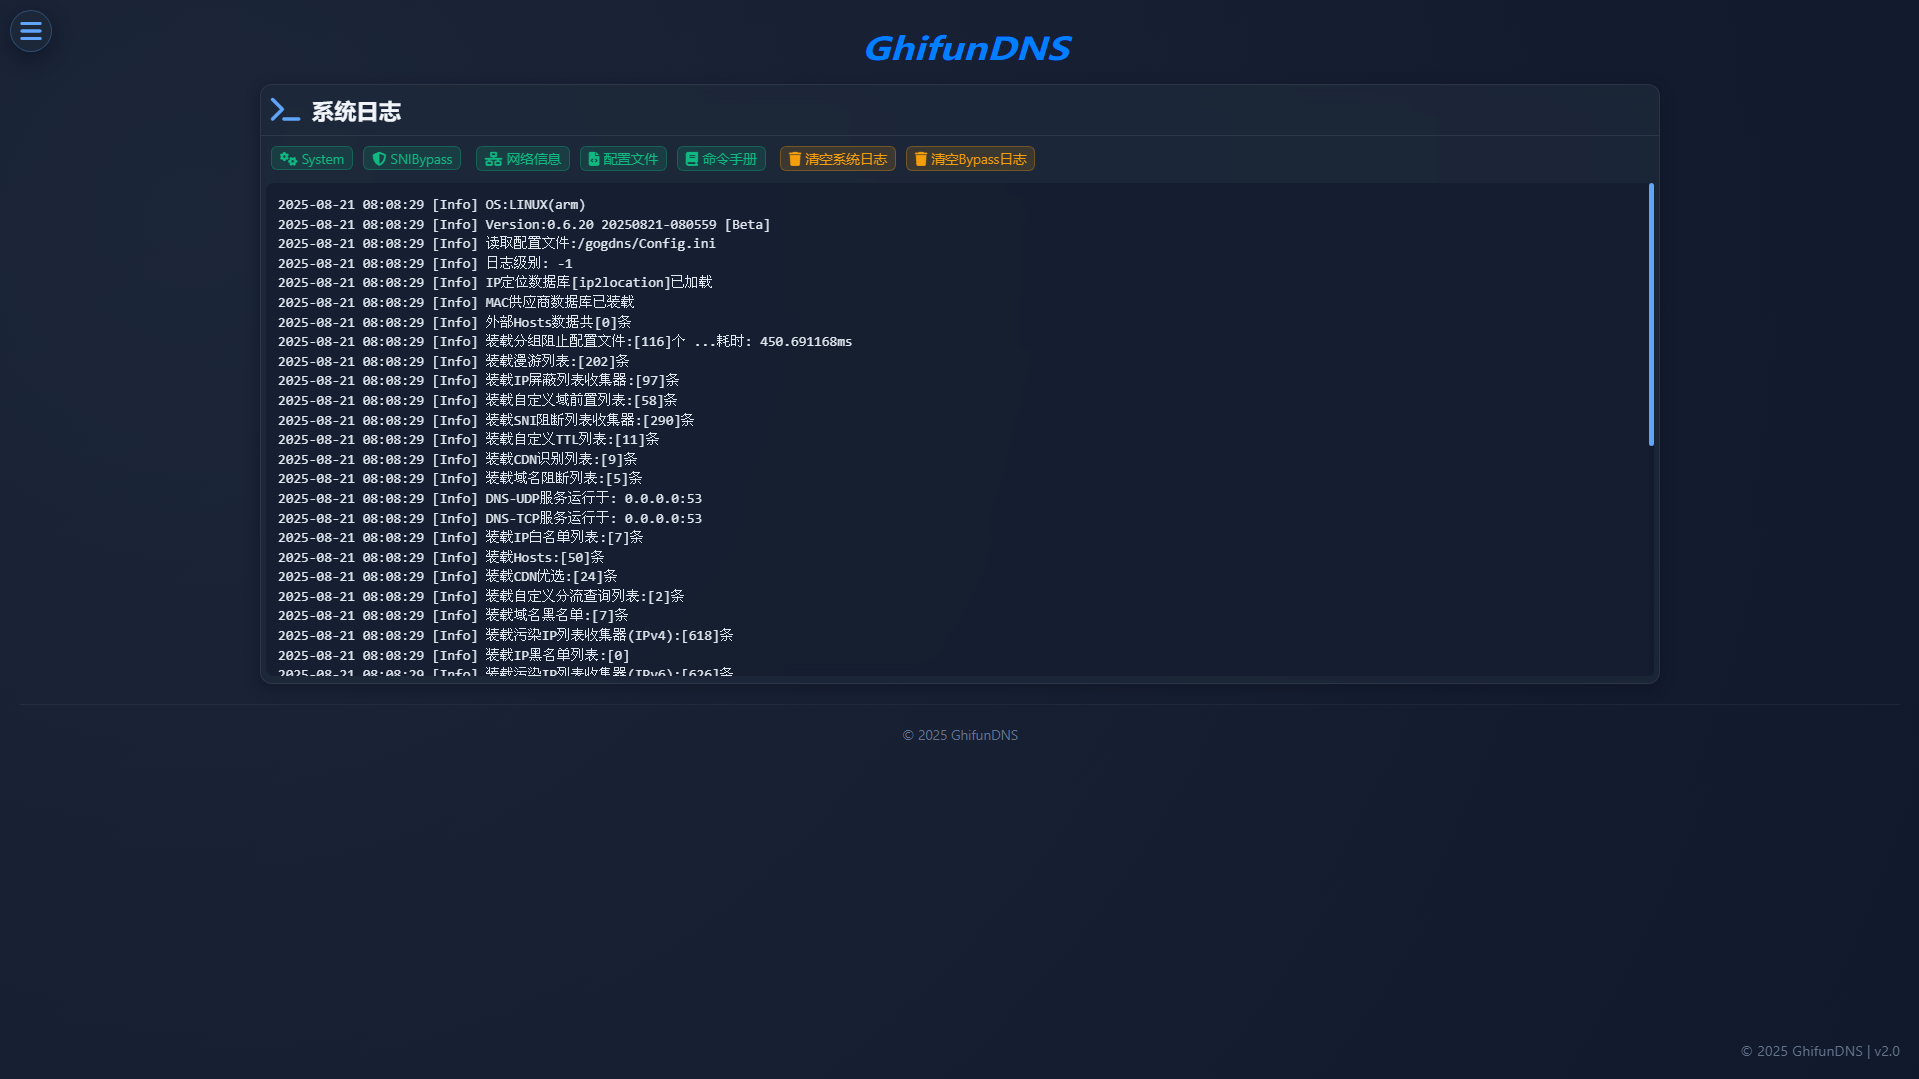 GhifunDNS
系统日志
System SNIBypass 网络信息 配置文件 命令手册 清空系统日志 清空Bypass日志
2025-08-21 08:08:29 [Info] OS:LINUX(arm)
2025-08-21 08:08:29 [Info] Version:0.6.20 20250821-080559 [Beta]
2025-08-21 08:08:29 [Info] 读取配置文件:/gogdns/Config.ini
2025-08-21 08:08:29 [Info] 日志级别: -1
2025-08-21 08:08:29 [Info] IP定位数据库[ip2location]已加载
2025-08-21 08:08:29 [Info] MAC供应商数据库已装载
2025-08-21 08:08:29 [Info] 外部Hosts数据共[0]条
2025-08-21 08:08:29 [Info] 装载分组阻止配置文件:[116]个 ...耗时: 450.691168ms
2025-08-21 08:08:29 [Info] 装载漫游列表:[202]条
2025-08-21 08:08:29 [Info] 装载IP屏蔽列表收集器:[97]条
2025-08-21 08:08:29 [Info] 装载自定义域前置列表:[58]条
2025-08-21 08:08:29 [Info] 装载SNI阻断列表收集器:[290]条
2025-08-21 08:08:29 [Info] 装载自定义TTL列表:[11]条
2025-08-21 08:08:29 [Info] 装载CDN识别列表:[9]条
2025-08-21 08:08:29 [Info] 装载域名阻断列表:[5]条
2025-08-21 08:08:29 [Info] DNS-UDP服务运行于: 0.0.0.0:53
2025-08-21 08:08:29 [Info] DNS-TCP服务运行于: 0.0.0.0:53
2025-08-21 08:08:29 [Info] 装载IP白名单列表:[7]条
2025-08-21 08:08:29 [Info] 装载Hosts:[50]条
2025-08-21 08:08:29 [Info] 装载CDN优选:[24]条
2025-08-21 08:08:29 [Info] 装载自定义分流查询列表:[2]条
2025-08-21 08:08:29 [Info] 装载域名黑名单:[7]条
2025-08-21 08:08:29 [Info] 装载污染IP列表收集器(IPv4):[618]条
2025-08-21 08:08:29 [Info] 装载IP黑名单列表:[0]
2025-08-21 08:08:29 [Info] 装载污染IP列表收集器(IPv6):[626]条
© 2025 GhifunDNS
© 2025 GhifunDNS | v2.0